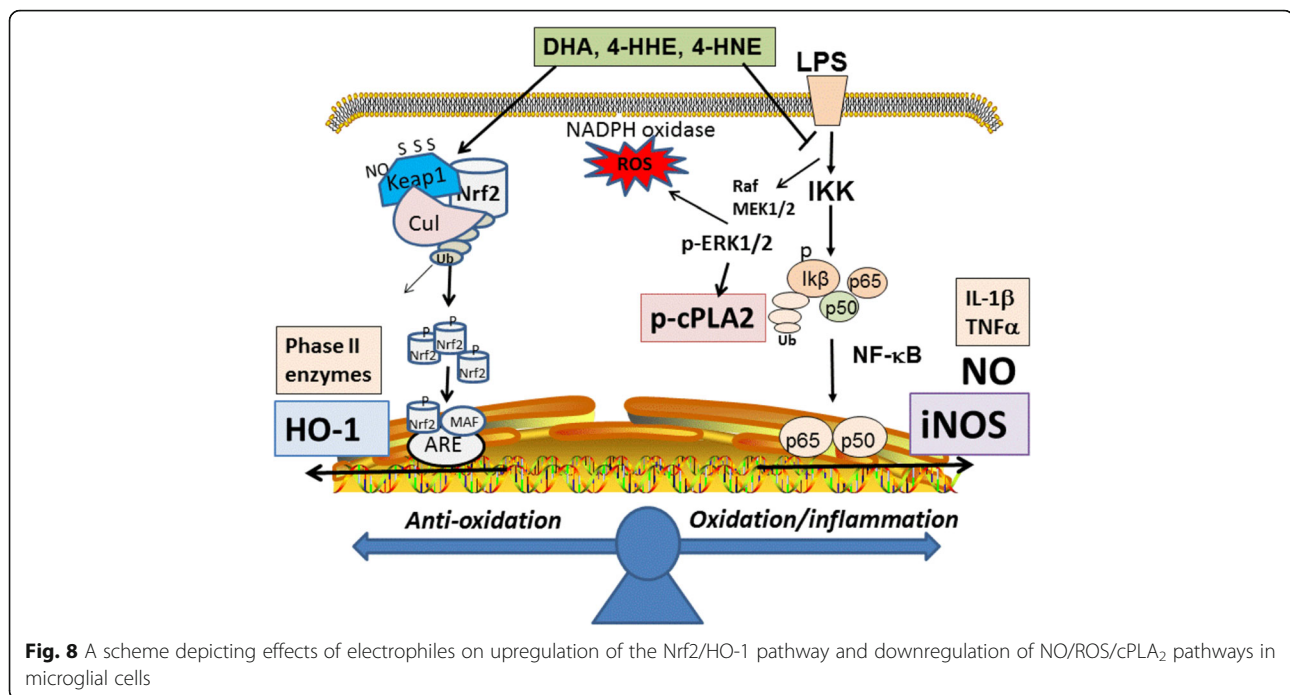 DHA, 4-HHE, 4-HNE
LPS
NADPH oxidase
ROS
NO S S S
Keap1
Nrf2
Cul
Ub
Raf
MEK1/2
IKK
p-ERK1/2
p
Ikβ
p65
p50
Ub
p-cPLA2
IL-1β
TNFα
NO
iNOS
NF-κB
P
P
P
Nrf2
Nrf2
Nrf2
Phase II
enzymes
HO-1
P
Nrf2
MAF
ARE
p65
p50
Anti-oxidation
Oxidation/inflammation
Fig. 8 A scheme depicting effects of electrophiles on upregulation of the Nrf2/HO-1 pathway and downregulation of NO/ROS/cPLA₂ pathways in
microglial cells